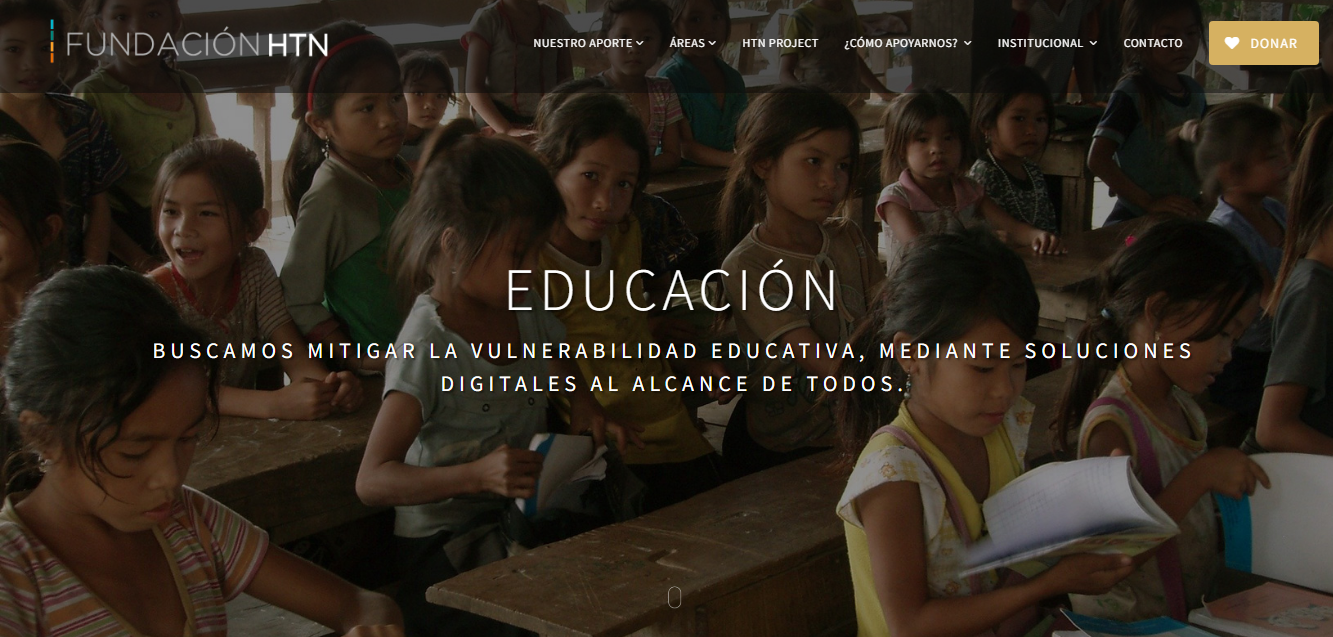 FUNDACIÓN HTN
NUESTRO APORTE
ÁREAS
HTN PROJECT
¿CÓMO APOYARNOS?
INSTITUCIONAL
CONTACTO
DONAR
EDUCACIÓN
BUSCAMOS MITIGAR LA VULNERABILIDAD EDUCATIVA, MEDIANTE SOLUCIONES
DIGITALES AL ALCANCE DE TODOS.